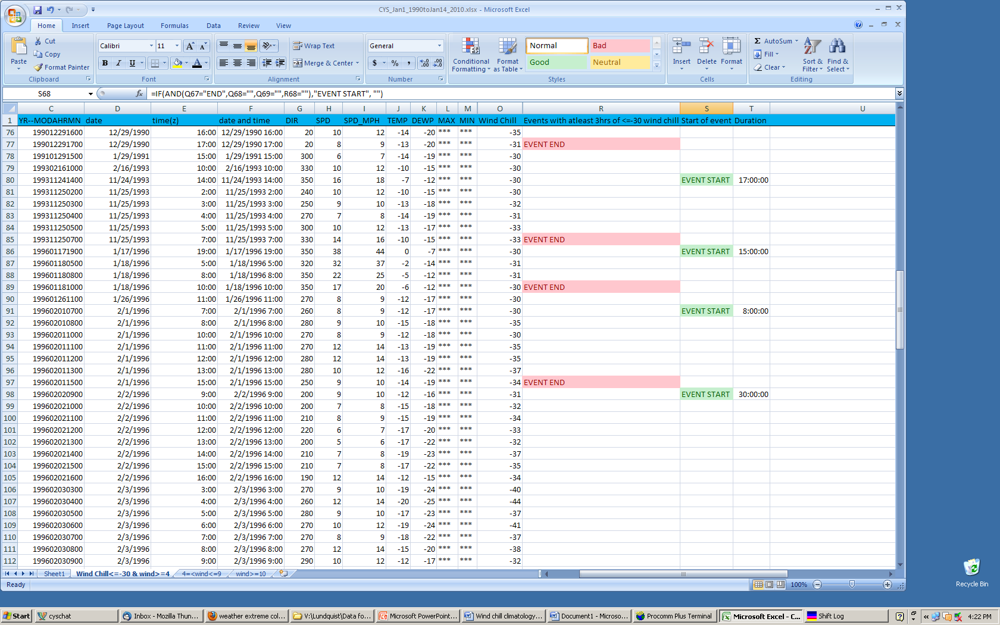 CYS_Jan1_1990toJan14_2010.xlsx - Microsoft Excel
Home Insert Page Layout Formulas Data Review View
Paste Cut Copy Format Painter Clipboard
Calibri 11 B I U Font
Wrap Text Merge & Center Alignment
General $ % , Number
Conditional Formatting Format as Table Normal Bad Good Neutral Styles
Insert Delete Format Cells
Σ AutoSum Fill Clear Sort & Filter Find & Select Editing
S68 fx =IF(AND(Q67="END",Q68="",Q69="",R68=""),"EVENT START", "")
C D E F G H I J K L M O R S T U
1 YR--MODAHRMN date time(z) date and time DIR SPD SPD_MPH TEMP DEWP MAX MIN Wind Chill Events with atleast 3hrs of <=-30 wind chill Start of event Duration
76 199012291600 12/29/1990 16:00 12/29/1990 16:00 20 10 12 -14 -20 *** *** -35
77 199012291700 12/29/1990 17:00 12/29/1990 17:00 20 8 9 -13 -20 *** *** -31 EVENT END
78 199101291500 1/29/1991 15:00 1/29/1991 15:00 300 6 7 -14 -19 *** *** -30
79 199302161000 2/16/1993 10:00 2/16/1993 10:00 330 10 12 -10 -15 *** *** -30
80 199311241400 11/24/1993 14:00 11/24/1993 14:00 350 16 18 -7 -12 *** *** -30 EVENT START 17:00:00
81 199311250200 11/25/1993 2:00 11/25/1993 2:00 240 10 12 -10 -15 *** *** -30
82 199311250300 11/25/1993 3:00 11/25/1993 3:00 250 9 10 -13 -18 *** *** -32
83 199311250400 11/25/1993 4:00 11/25/1993 4:00 270 7 8 -14 -19 *** *** -31
84 199311250500 11/25/1993 5:00 11/25/1993 5:00 300 10 12 -13 -17 *** *** -33
85 199311250700 11/25/1993 7:00 11/25/1993 7:00 330 14 16 -10 -15 *** *** -33 EVENT END
86 199601171900 1/17/1996 19:00 1/17/1996 19:00 350 38 44 0 -7 *** *** -30 EVENT START 15:00:00
87 199601180500 1/18/1996 5:00 1/18/1996 5:00 320 32 37 -2 -14 *** *** -31
88 199601180800 1/18/1996 8:00 1/18/1996 8:00 350 22 25 -5 -12 *** *** -31
89 199601181000 1/18/1996 10:00 1/18/1996 10:00 350 17 20 -6 -12 *** *** -30 EVENT END
90 199601261100 1/26/1996 11:00 1/26/1996 11:00 270 8 9 -12 -17 *** *** -30
91 199602010700 2/1/1996 7:00 2/1/1996 7:00 260 8 9 -12 -17 *** *** -30 EVENT START 8:00:00
92 199602010800 2/1/1996 8:00 2/1/1996 8:00 280 9 10 -15 -18 *** *** -35
93 199602011000 2/1/1996 10:00 2/1/1996 10:00 270 8 9 -12 -18 *** *** -30
94 199602011100 2/1/1996 11:00 2/1/1996 11:00 270 12 14 -13 -19 *** *** -35
95 199602011200 2/1/1996 12:00 2/1/1996 12:00 280 12 14 -13 -19 *** *** -35
96 199602011300 2/1/1996 13:00 2/1/1996 13:00 280 10 12 -16 -22 *** *** -37
97 199602011500 2/1/1996 15:00 2/1/1996 15:00 250 9 10 -14 -19 *** *** -34 EVENT END
98 199602020900 2/2/1996 9:00 2/2/1996 9:00 200 9 10 -12 -16 *** *** -31 EVENT START 30:00:00
99 199602021000 2/2/1996 10:00 2/2/1996 10:00 200 7 8 -15 -18 *** *** -32
100 199602021100 2/2/1996 11:00 2/2/1996 11:00 210 8 9 -15 -19 *** *** -34
101 199602021200 2/2/1996 12:00 2/2/1996 12:00 220 6 7 -17 -20 *** *** -33
102 199602021300 2/2/1996 13:00 2/2/1996 13:00 200 5 6 -17 -22 *** *** -32
103 199602021400 2/2/1996 14:00 2/2/1996 14:00 210 7 8 -19 -23 *** *** -37
104 199602021500 2/2/1996 15:00 2/2/1996 15:00 210 7 8 -17 -22 *** *** -35
105 199602021600 2/2/1996 16:00 2/2/1996 16:00 190 12 14 -12 -15 *** *** -34
106 199602030300 2/3/1996 3:00 2/3/1996 3:00 270 9 10 -19 -24 *** *** -40
107 199602030400 2/3/1996 4:00 2/3/1996 4:00 260 12 14 -20 -25 *** *** -44
108 199602030500 2/3/1996 5:00 2/3/1996 5:00 280 9 10 -17 -23 *** *** -37
109 199602030600 2/3/1996 6:00 2/3/1996 6:00 270 10 12 -19 -24 *** *** -41
110 199602030700 2/3/1996 7:00 2/3/1996 7:00 270 8 9 -18 -22 *** *** -37
111 199602030800 2/3/1996 8:00 2/3/1996 8:00 270 12 14 -15 -20 *** *** -38
112 199602030900 2/3/1996 9:00 2/3/1996 9:00 290 10 12 -12 -17 *** *** -32
Sheet1 Wind Chill<=-30 & wind>=4 4=<wind<=9 wind>=10
Ready 100%
Recycle Bin
Start cyschat Inbox - Mozilla Thun... weather extreme col... V:\Lundquist\Data fo... Microsoft PowerPoint... Wind chill climatology... Document1 - Microso... Procomm Plus Terminal Microsoft Excel - C... Shift Log « 4:22 PM